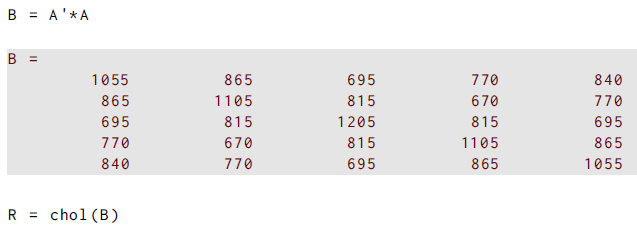 B = A'*A
B =
1055 865 695 770 840
865 1105 815 670 770
695 815 1205 815 695
770 670 815 1105 865
840 770 695 865 1055
R = chol(B)